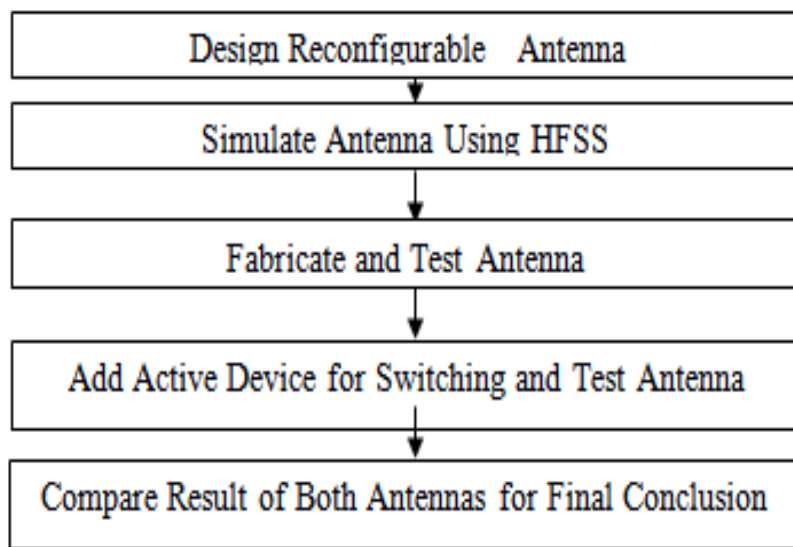 Design Reconfigurable Antenna
Simulate Antenna Using HFSS
Fabricate and Test Antenna
Add Active Device for Switching and Test Antenna
Compare Result of Both Antennas for Final Conclusion